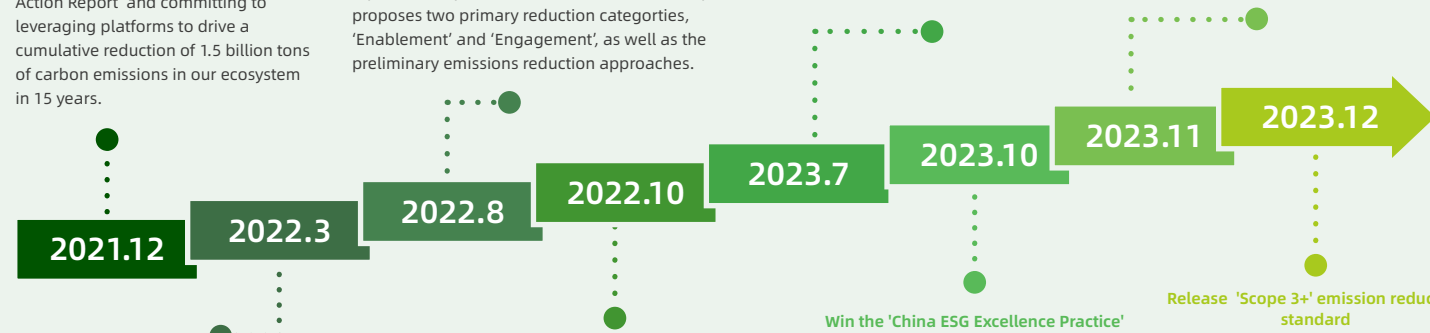 Action Report' and committing to
leveraging platforms to drive a
cumulative reduction of 1.5 billion tons
of carbon emissions in our ecosystem
in 15 years.
proposes two primary reduction categorties,
‘Enablement’ and ‘Engagement’, as well as the
preliminary emissions reduction approaches.
2021.12
2022.3
2022.8
2022.10
2023.7
2023.10
2023.11
2023.12
Win the 'China ESG Excellence Practice'
Release 'Scope 3+' emission
standard